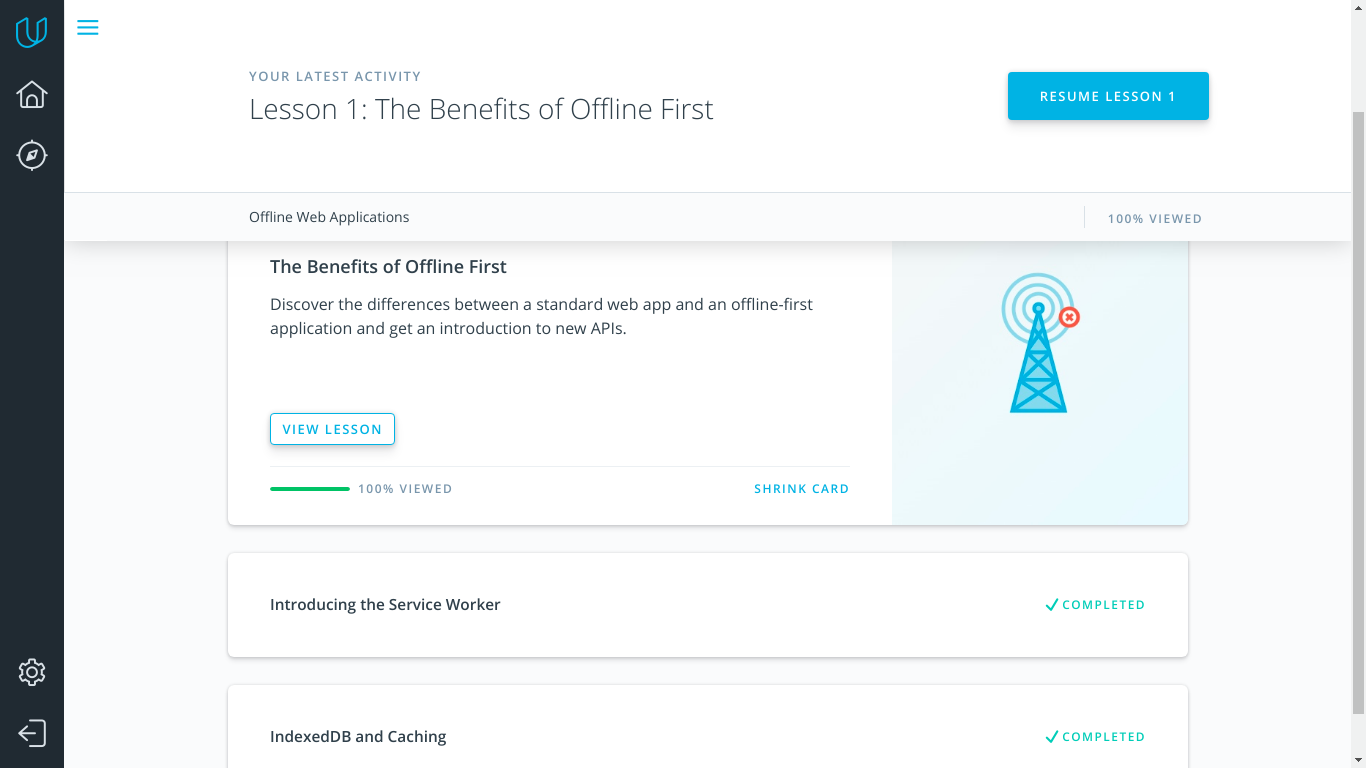 YOUR LATEST ACTIVITY
Lesson 1: The Benefits of Offline First
RESUME LESSON 1
Offline Web Applications
100% VIEWED
The Benefits of Offline First
Discover the differences between a standard web app and an offline-first
application and get an introduction to new APIs.
VIEW LESSON
100% VIEWED
SHRINK CARD
Introducing the Service Worker
COMPLETED
IndexedDB and Caching
COMPLETED